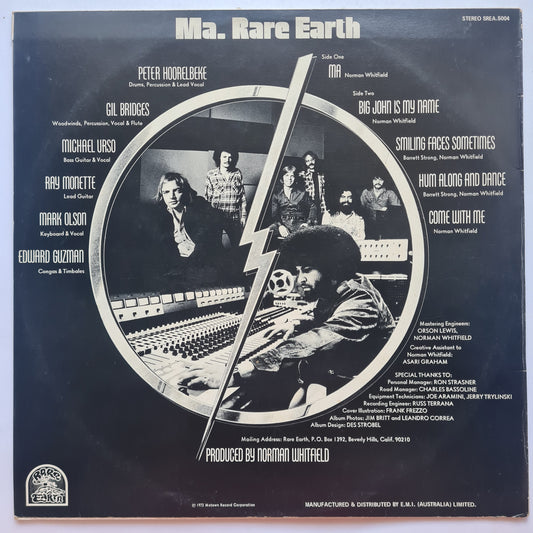 Ma. Rare Earth
STEREO SREA.5004
PETER HOORELBEKE
Drums, Percussion & Lead Vocal
GIL BRIDGES
Woodwinds, Percussion, Vocal & Flute
MICHAEL URSO
Bass Guitar & Vocal
RAY MONETTE
Lead Guitar
MARK OLSON
Keyboard & Vocal
EDWARD GUZMAN
Congas & Timbales
Side One
MA Norman Whitfield
Side Two
BIG JOHN IS MY NAME
Norman Whitfield
SMILING FACES SOMETIMES
Barrett Strong, Norman Whitfield
HUM ALONG AND DANCE
Barrett Strong, Norman Whitfield
COME WITH ME
Norman Whitfield
Mastering Engineers:
ORSON LEWIS,
NORMAN WHITFIELD
Creative Assistant to
Norman Whitfield:
ASARI GRAHAM
SPECIAL THANKS TO:
Personal Manager: RON STRASNER
Road Manager: CHARLES BASSOLINE
Equipment Technicians: JOE ARAMINI, JERRY TRYLINSKI
Recording Engineer: RUSS TERRANA
Cover Illustration: FRANK FREZZO
Album Photos: JIM BRITT and LEANDRO CORREA
Album Design: DES STROBEL
Mailing Address: Rare Earth, P.O. Box 1392, Beverly Hills, Calif. 90210
PRODUCED BY NORMAN WHITFIELD
RARE
EARTH
© 1973 Motown Record Corporation
MANUFACTURED & DISTRIBUTED BY E.M.I. (AUSTRALIA) LIMITED.